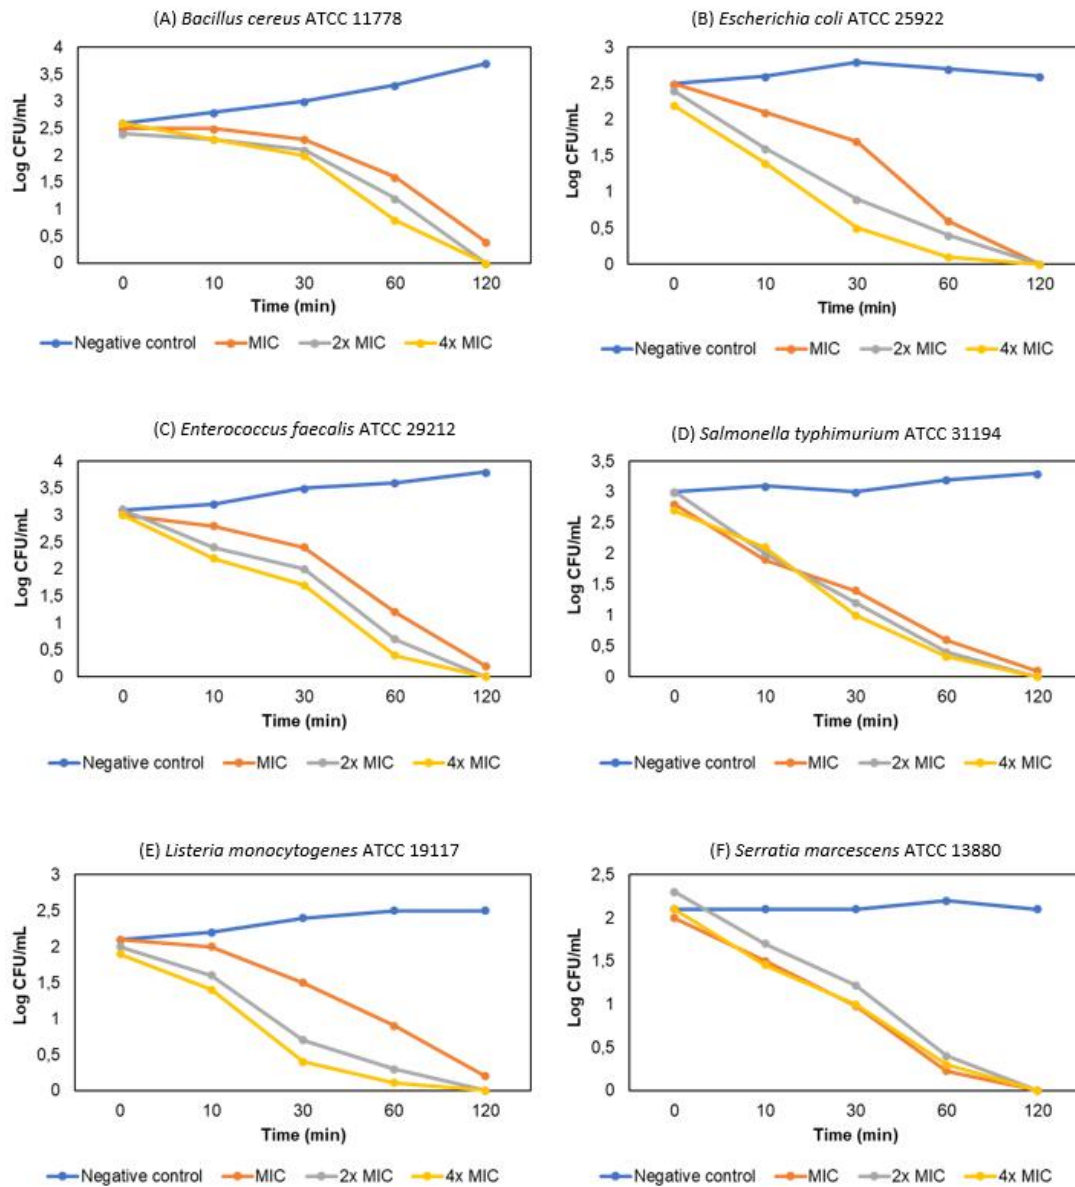 (A) Bacillus cereus ATCC 11778
Log CFU/mL
4
3,5
3
2,5
2
1,5
1
0,5
0
0 10 30 60 120
Time (min)
Negative control MIC 2x MIC 4x MIC
(B) Escherichia coli ATCC 25922
Log CFU/mL
3
2,5
2
1,5
1
0,5
0
0 10 30 60 120
Time (min)
Negative control MIC 2x MIC 4x MIC
(C) Enterococcus faecalis ATCC 29212
Log CFU/mL
4
3,5
3
2,5
2
1,5
1
0,5
0
0 10 30 60 120
Time (min)
Negative control MIC 2x MIC 4x MIC
(D) Salmonella typhimurium ATCC 31194
Log CFU/mL
3,5
3
2,5
2
1,5
1
0,5
0
0 10 30 60 120
Time (min)
Negative control MIC 2x MIC 4x MIC
(E) Listeria monocytogenes ATCC 19117
Log CFU/mL
3
2,5
2
1,5
1
0,5
0
0 10 30 60 120
Time (min)
Negative control MIC 2x MIC 4x MIC
(F) Serratia marcescens ATCC 13880
Log CFU/mL
2,5
2
1,5
1
0,5
0
0 10 30 60 120
Time (min)
Negative control MIC 2x MIC 4x MIC